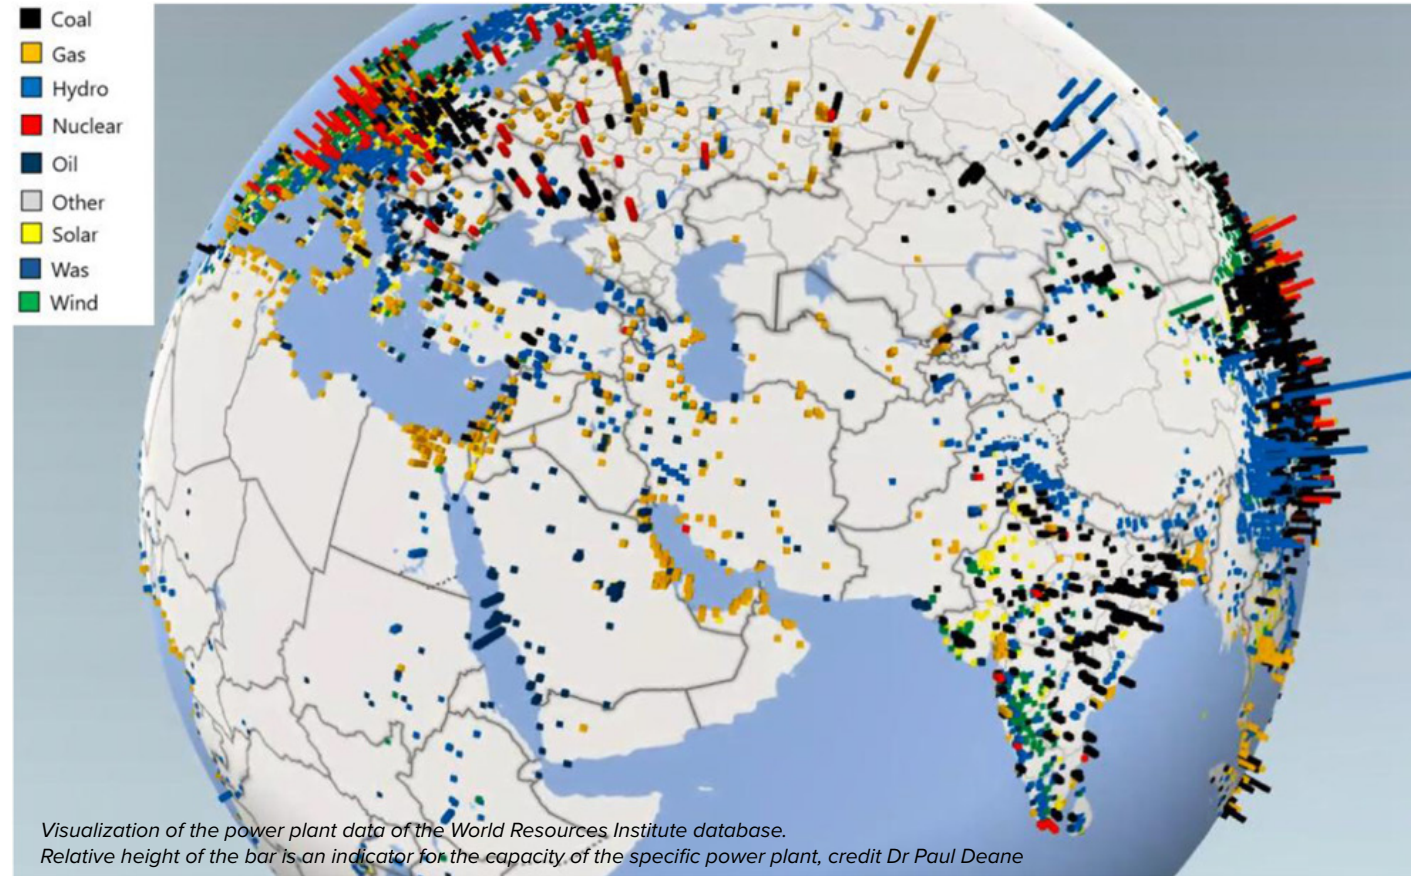 Coal
Gas
Hydro
Nuclear
Oil
Other
Solar
Was
Wind
Visualization of the power plant data of the World Resources Institute database.
Relative height of the bar is an indicator for the capacity of the specific power plant, credit Dr Paul Deane